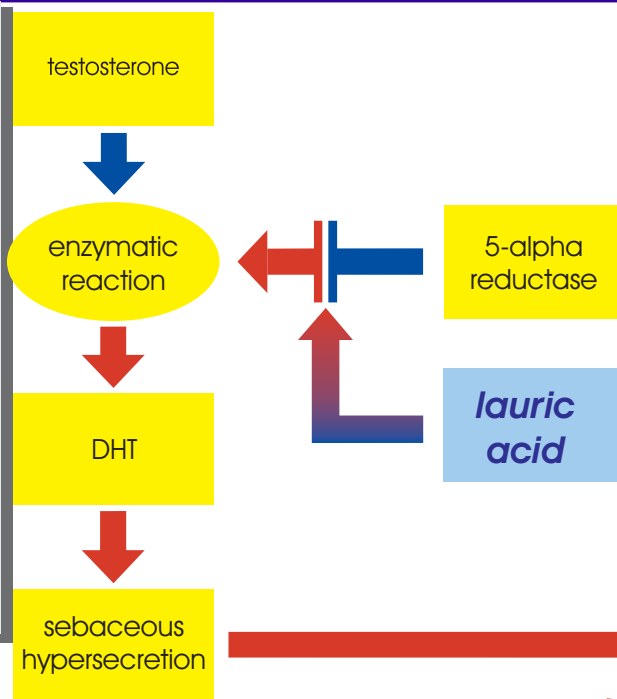 testosterone
enzymatic
reaction
5-alpha
reductase
lauric
acid
DHT
sebaceous
hypersecretion